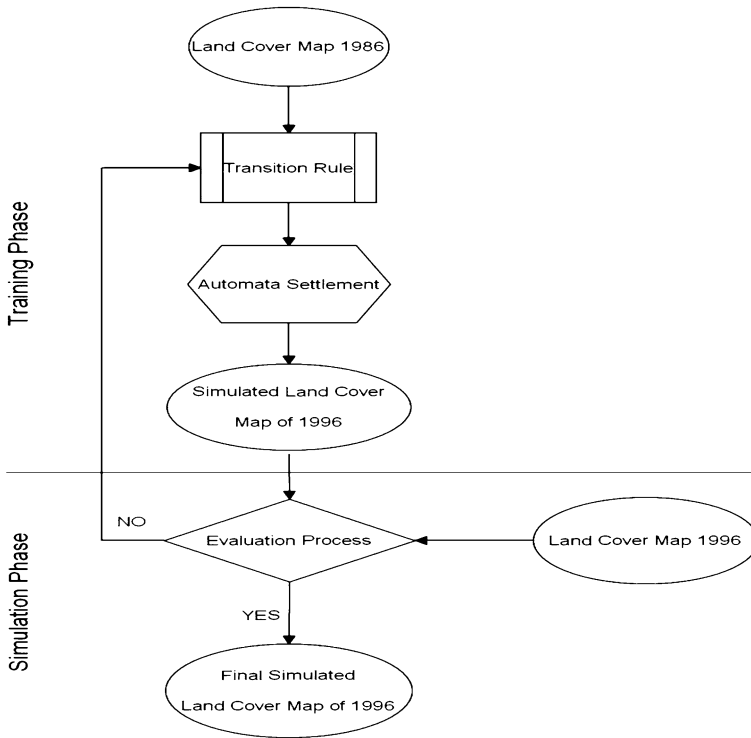 Land Cover Map 1986
Transition Rule
Training Phase
Automata Settlement
Simulated Land Cover
Map of 1996
NO
Evaluation Process
Land Cover Map 1996
Simulation Phase
YES
Final Simulated
Land Cover Map of 1996